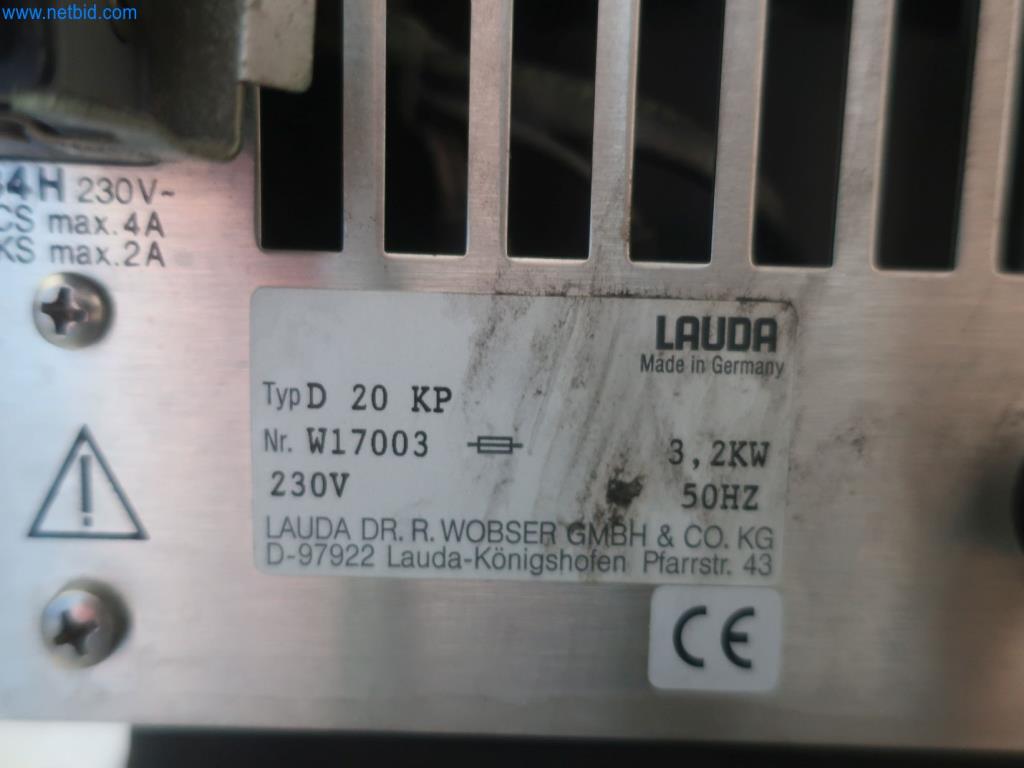 www.netbid.com
34H 230V~
CS max.4A
KS max.2A
LAUDA
Made in Germany
Typ D 20 KP
Nr. W17003 3,2KW
230V 50HZ
LAUDA DR. R. WOBSER GMBH & CO. KG
D-97922 Lauda-Königshofen Pfarrstr. 43
CE